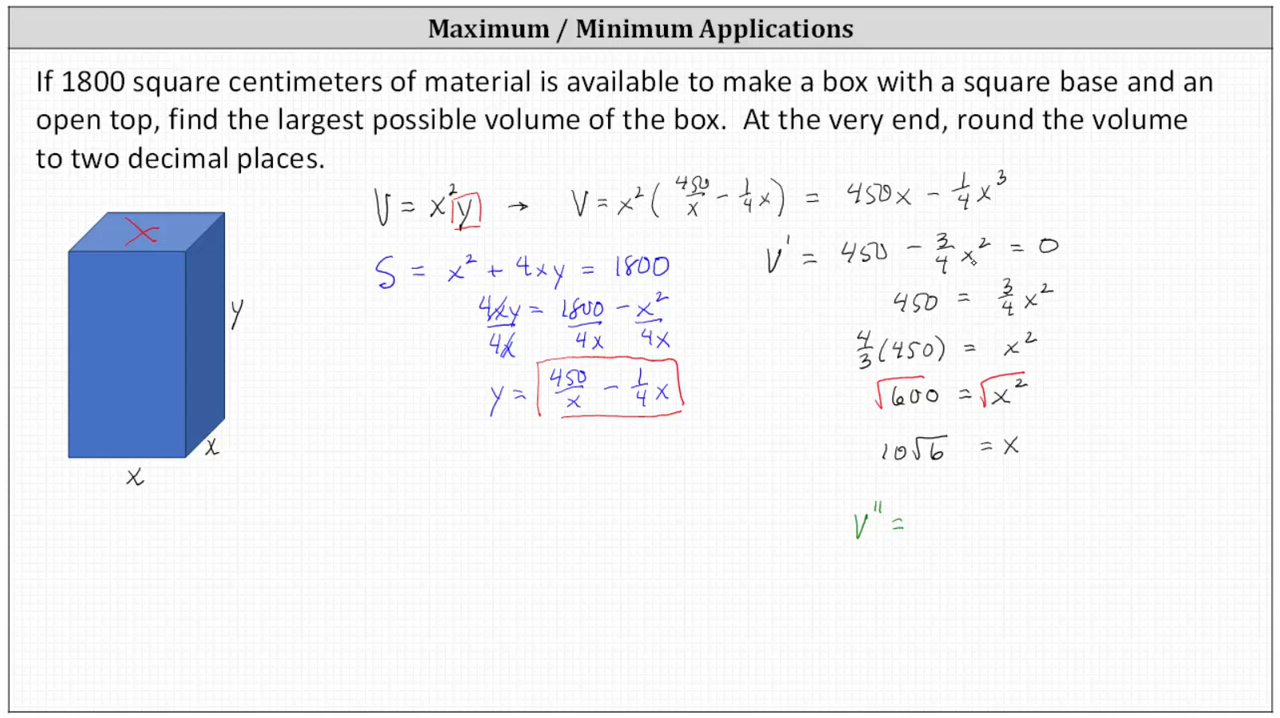 Maximum / Minimum Applications
If 1800 square centimeters of material is available to make a box with a square base and an
open top, find the largest possible volume of the box. At the very end, round the volume
to two decimal places.
V = x² y → V = x² ( 450/x − 1/4 x ) = 450x − 1/4 x³
S = x² + 4xy = 1800
4xy/4x = 1800/4x − x²/4x
y = 450/x − 1/4 x
V' = 450 − 3/4 x² = 0
450 = 3/4 x²
4/3 (450) = x²
√600 = √x²
10√6 = x
V'' =
x
y
x
x